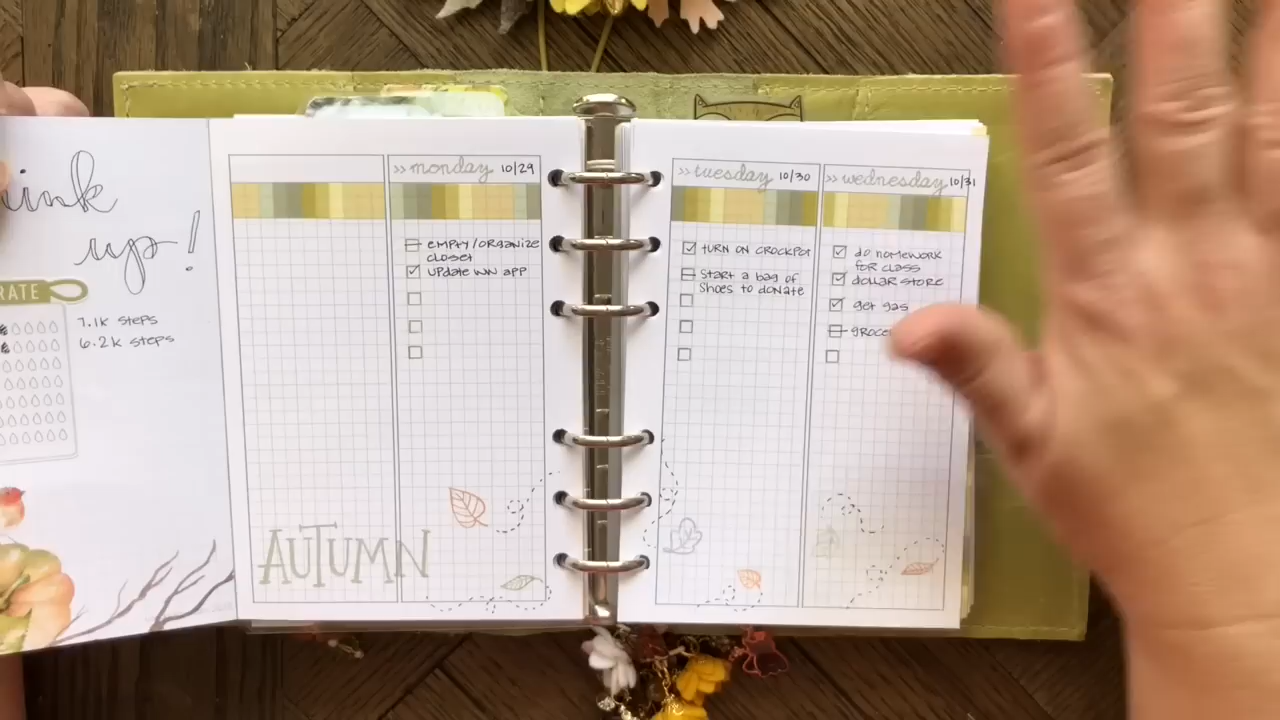 ink
up!
RATE
7.1K STEPS
6.2K STEPS
>> monday 10/29
EMPTY/ORGANIZE
CLOSET
UPDATE WN APP
AUTUMN
>> tuesday 10/30
TURN ON CROCKPOT
START A BAG OF
SHOES TO DONATE
>> wednesday 10/31
DO HOMEWORK
FOR CLASS
DOLLAR STORE
GET GAS
GROCE